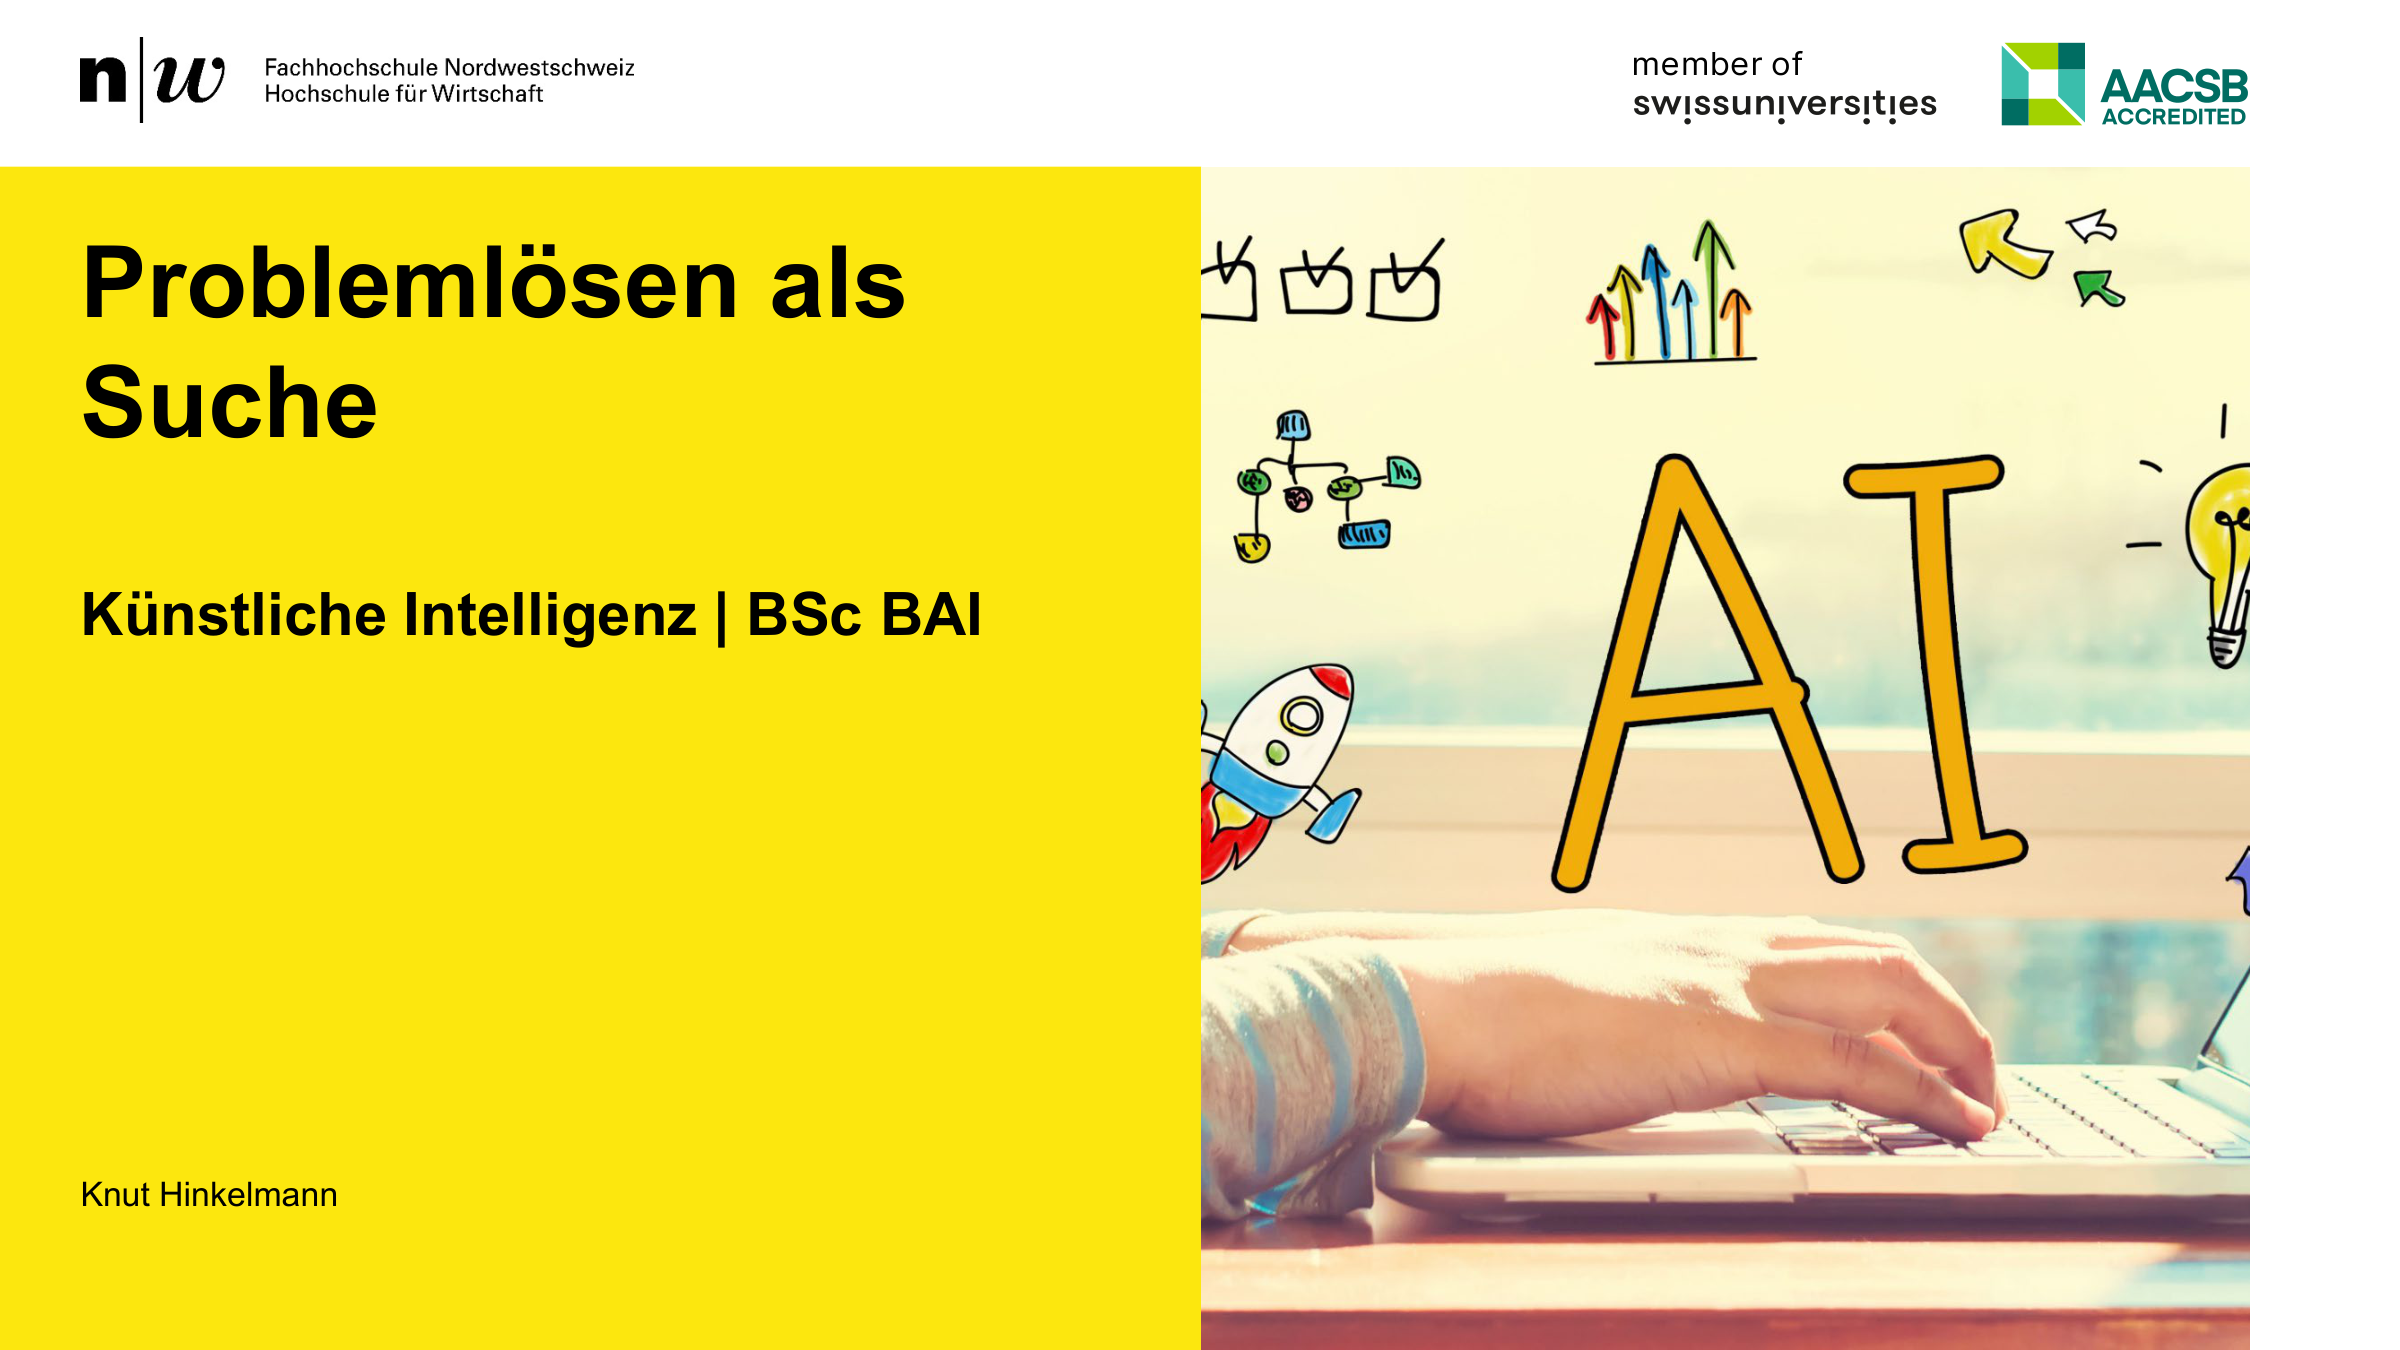 n|w Fachhochschule Nordwestschweiz
Hochschule für Wirtschaft
member of
swissuniversities
AACSB
ACCREDITED
Problemlösen als
Suche
Künstliche Intelligenz | BSc BAI
Knut Hinkelmann
AI